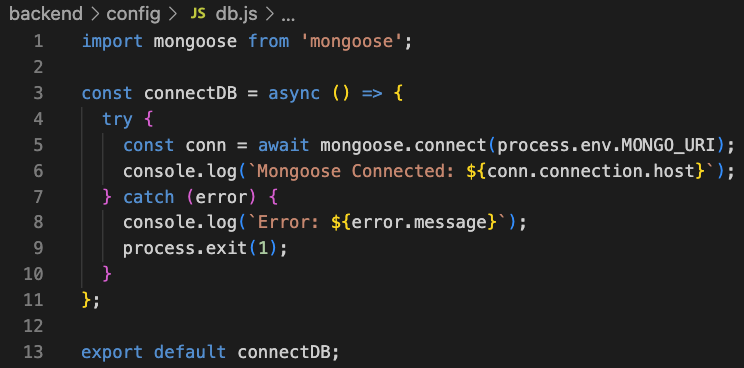 backend > config > JS db.js > ...
1 import mongoose from 'mongoose';
2
3 const connectDB = async () => {
4 try {
5 const conn = await mongoose.connect(process.env.MONGO_URI);
6 console.log(`Mongoose Connected: ${conn.connection.host}`);
7 } catch (error) {
8 console.log(`Error: ${error.message}`);
9 process.exit(1);
10 }
11 };
12
13 export default connectDB;